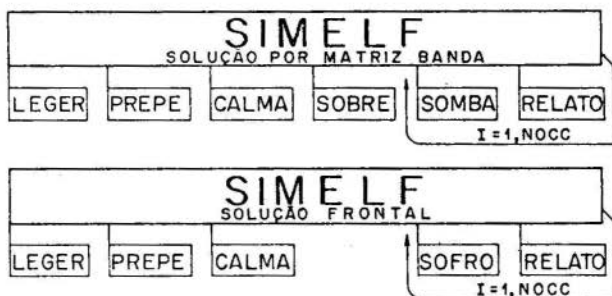 SIMELF
SOLUÇÃO POR MATRIZ BANDA
LEGER PREPE CALMA SOBRE SOMBA RELATO
I=1,NOCC
SIMELF
SOLUÇÃO FRONTAL
LEGER PREPE CALMA SOFRO RELATO
I=1,NOCC